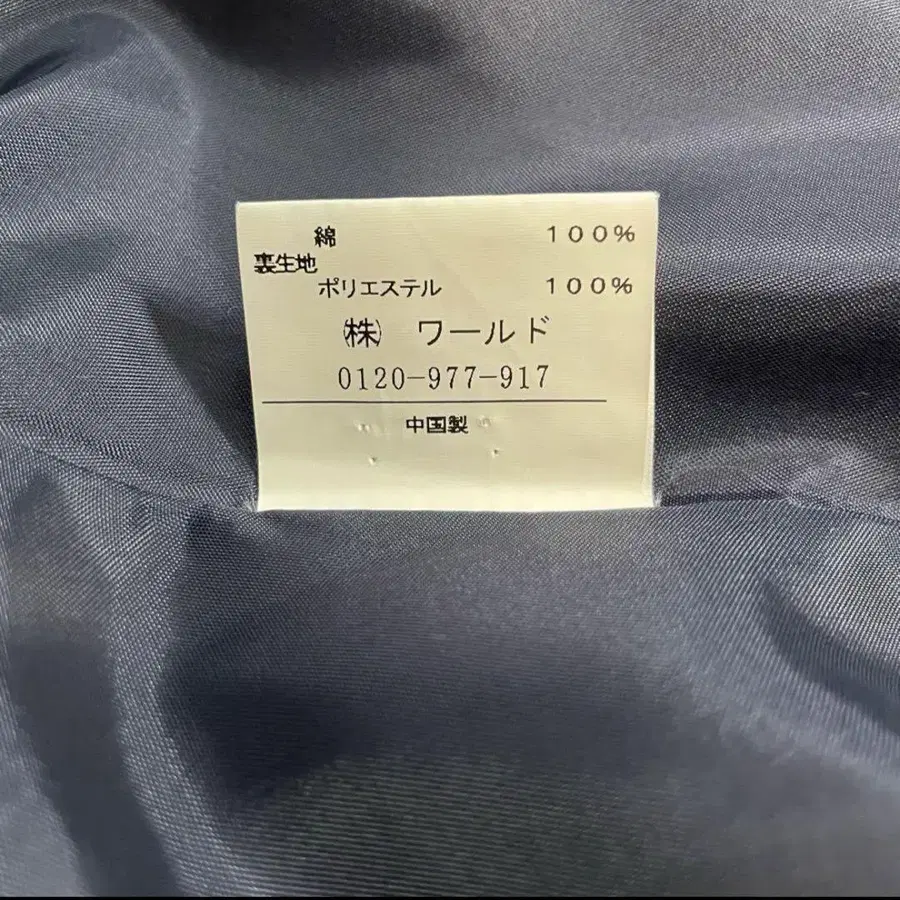 綿 100%
裏生地
ポリエステル 100%
㈱ ワールド
0120-977-917
中国製